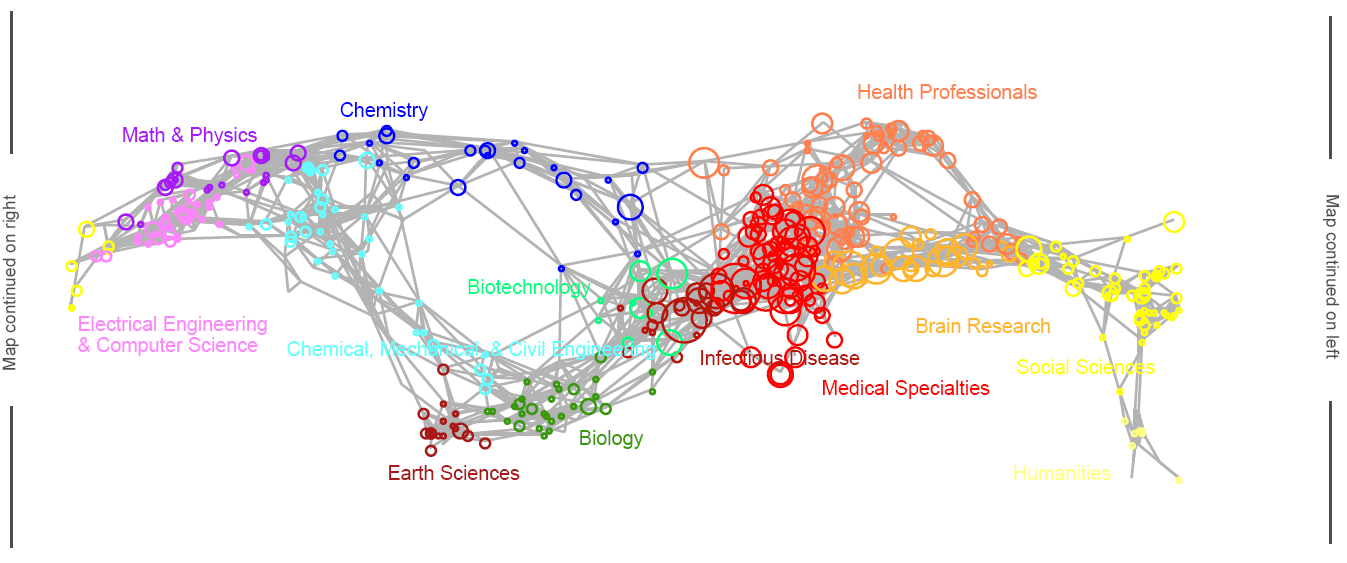 Map continued on right
Map continued on left
Health Professionals
Chemistry
Math & Physics
Biotechnology
Electrical Engineering
& Computer Science
Chemical, Mechanical, & Civil Engineering
Brain Research
Infectious Disease
Social Sciences
Medical Specialties
Biology
Earth Sciences
Humanities